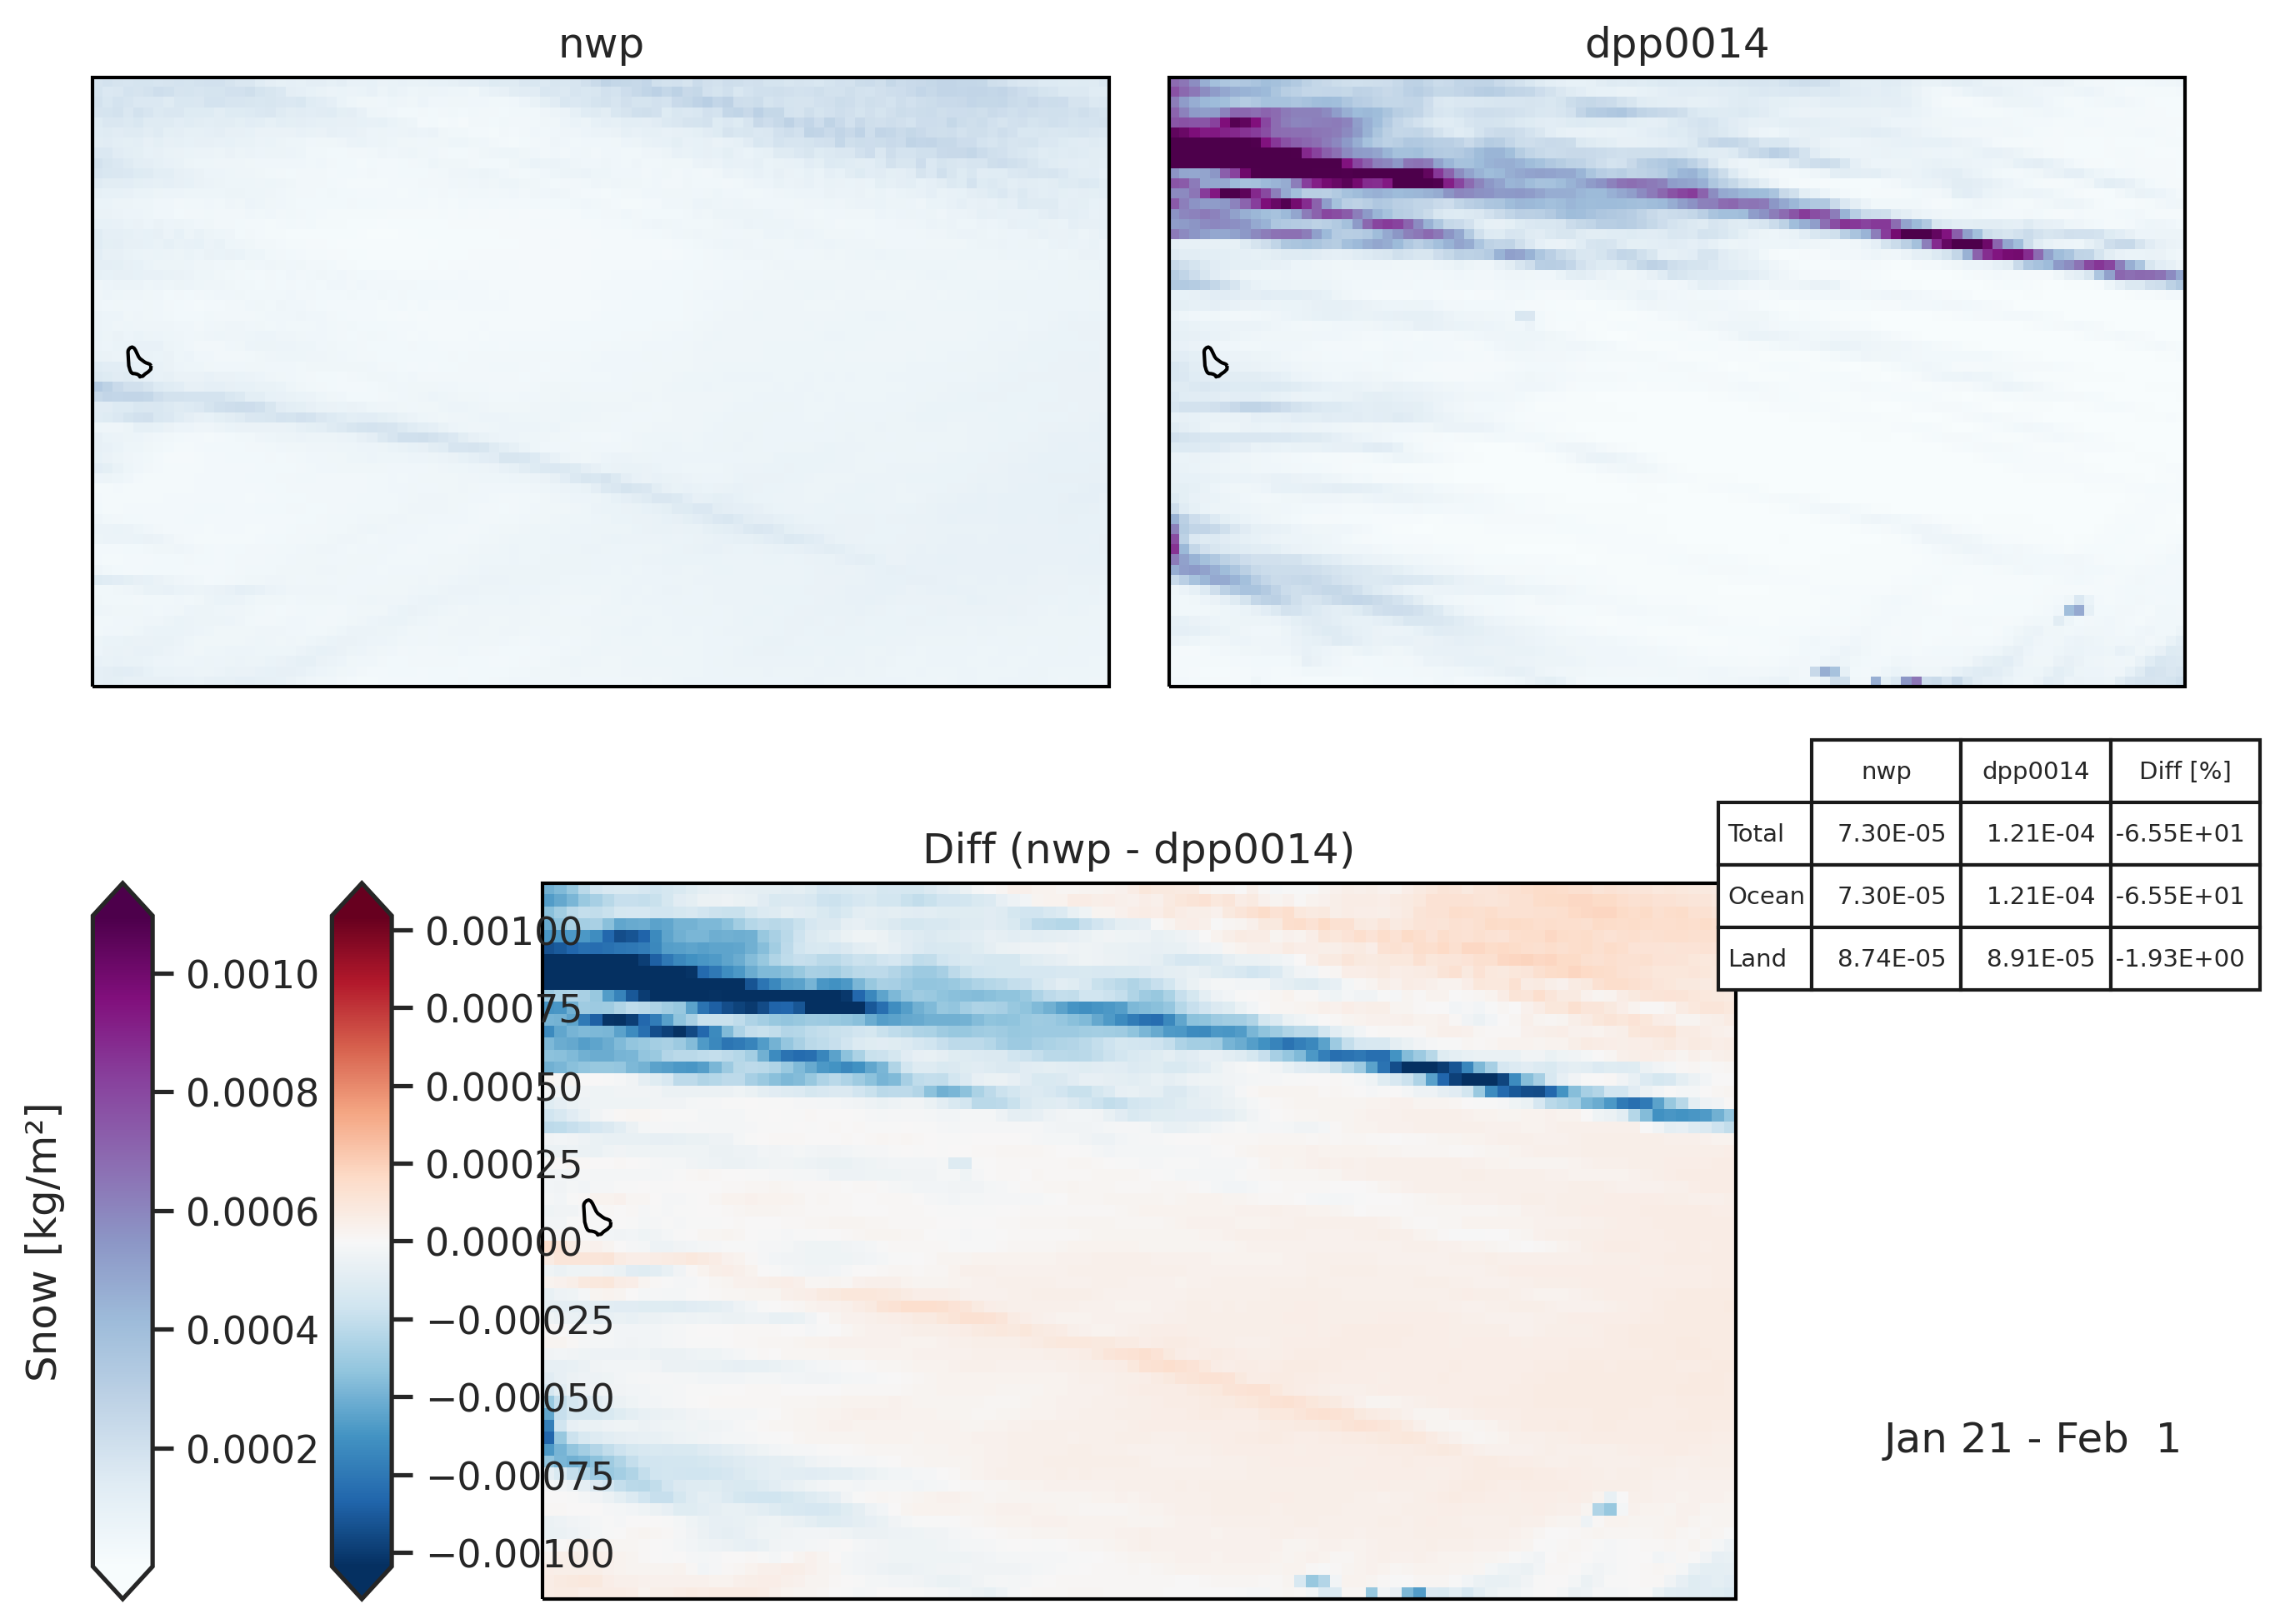 nwp
dpp0014
nwp dpp0014 Diff [%]
Total 7.30E-05 1.21E-04 -6.55E+01
Ocean 7.30E-05 1.21E-04 -6.55E+01
Land 8.74E-05 8.91E-05 -1.93E+00
Diff (nwp - dpp0014)
Snow [kg/m²]
0.0010
0.0008
0.0006
0.0004
0.0002
0.00100
0.00075
0.00050
0.00025
0.00000
−0.00025
−0.00050
−0.00075
−0.00100
Jan 21 - Feb  1